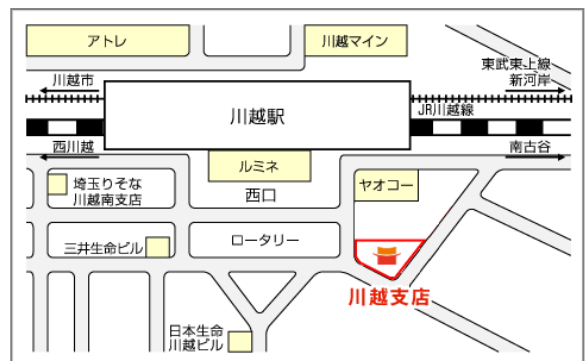 アトレ
川越マイン
川越市
東武東上線
新河岸
川越駅
JR川越線
西川越
南古谷
ルミネ
埼玉りそな
川越南支店
西口
ヤオコー
三井生命ビル
ロータリー
川越支店
日本生命
川越ビル